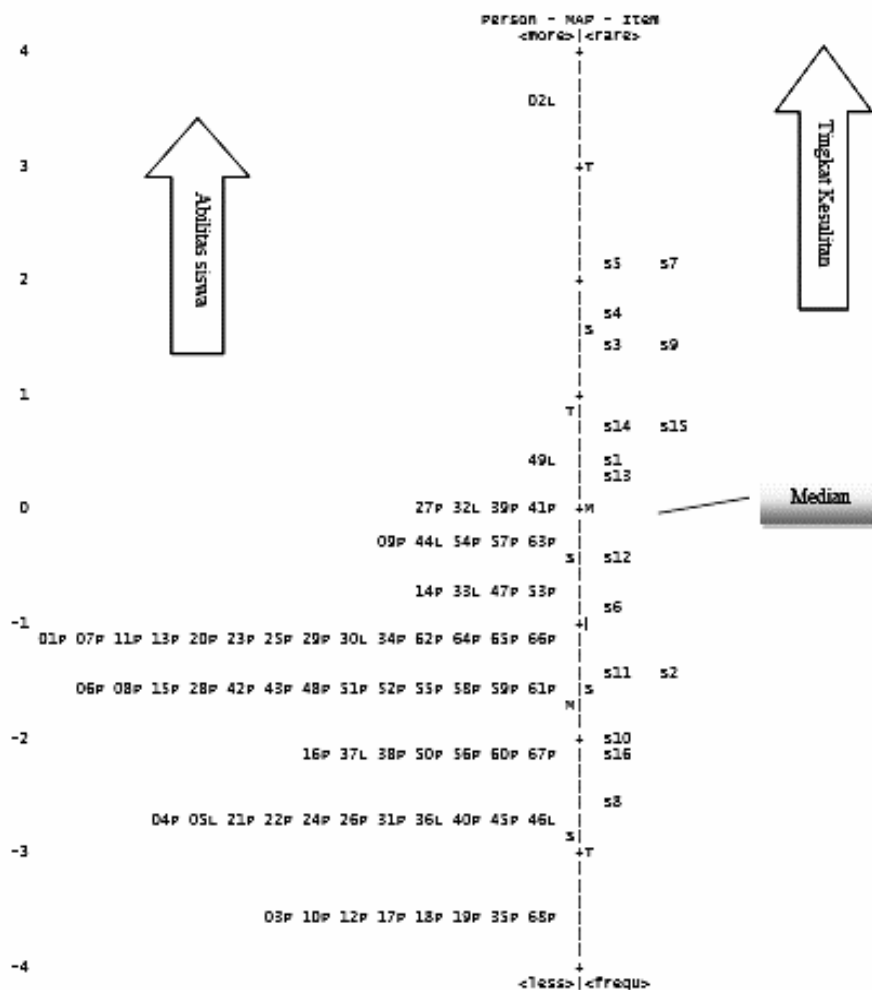 Person - MAP - Item
<more>|<rare>
4 +
02L
3 +T
s5 s7
2 +
s4
S
s3 s9
1 +
T
s14 s15
49L s1
s13
0 27P 32L 39P 41P +M
09P 44L 54P 57P 63P
S s12
14P 33L 47P 53P
s6
-1 +|
01P 07P 11P 13P 20P 23P 25P 29P 30L 34P 62P 64P 65P 66P
s11 s2
06P 08P 15P 28P 42P 43P 48P 51P 52P 55P 58P 59P 61P S
M
-2 + s10
16P 37L 38P 50P 56P 60P 67P s16
s8
04P 05L 21P 22P 24P 26P 31P 36L 40P 45P 46L
S
-3 +T
03P 10P 12P 17P 18P 19P 35P 68P
-4 +
<less>|<frequ>
Abilitas siswa
Tingkat Kesulitan
Median